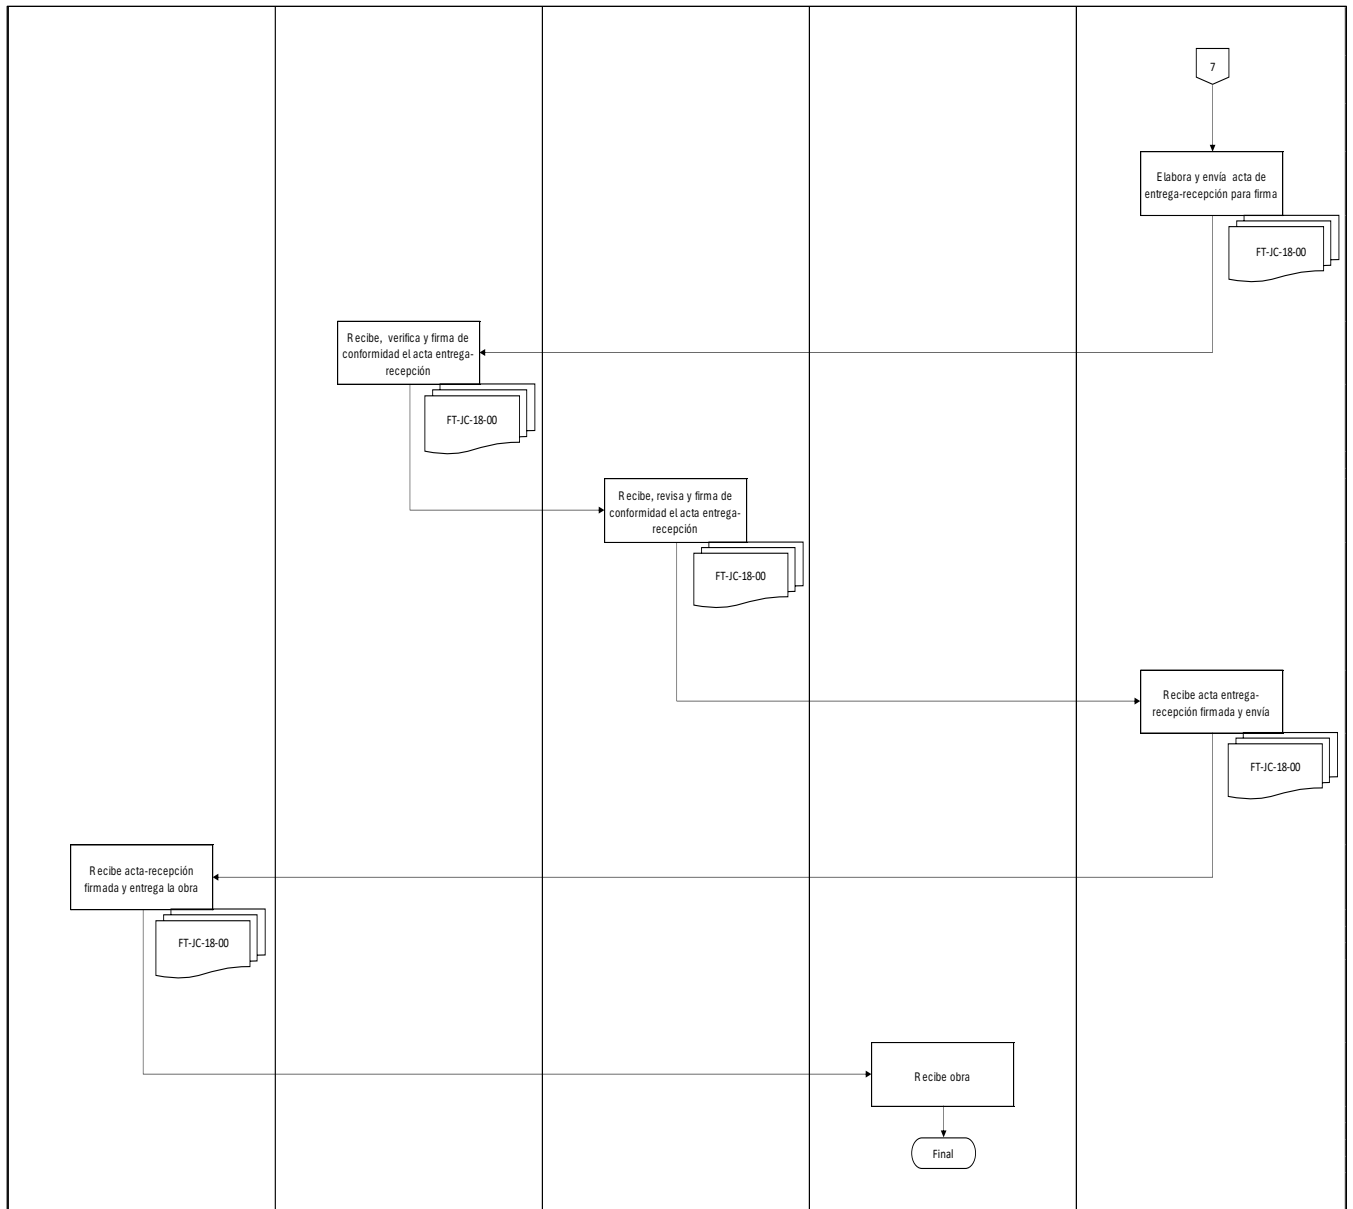 7
Elabora y envía acta de
entrega-recepción para firma
FT-JC-18-00
Recibe, verifica y firma de
conformidad el acta entrega-
recepción
FT-JC-18-00
Recibe, revisa y firma de
conformidad el acta entrega-
recepción
FT-JC-18-00
Recibe acta entrega-
recepción firmada y envía
FT-JC-18-00
Recibe acta-recepción
firmada y entrega la obra
FT-JC-18-00
Recibe obra
Final